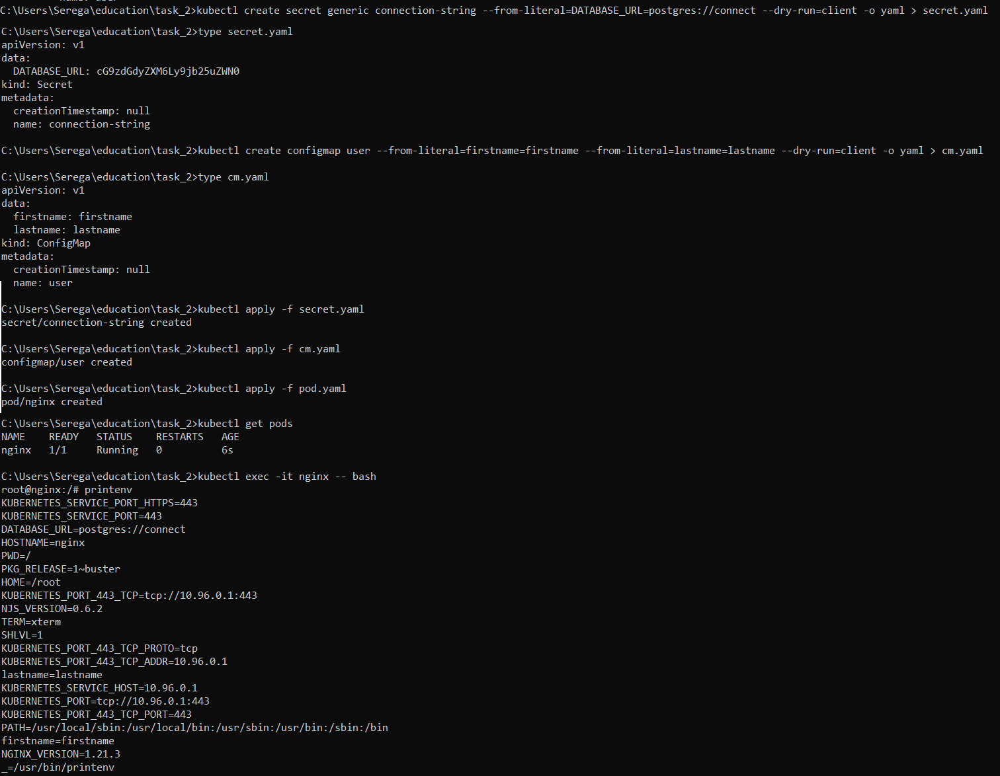 C:\Users\Serega\education\task_2>kubectl create secret generic connection-string --from-literal=DATABASE_URL=postgres://connect --dry-run=client -o yaml > secret.yaml
C:\Users\Serega\education\task_2>type secret.yaml
apiVersion: v1
data:
  DATABASE_URL: cG9zdGdyZXM6Ly9jb25uZWN0
kind: Secret
metadata:
  creationTimestamp: null
  name: connection-string
C:\Users\Serega\education\task_2>kubectl create configmap user --from-literal=firstname=firstname --from-literal=lastname=lastname --dry-run=client -o yaml > cm.yaml
C:\Users\Serega\education\task_2>type cm.yaml
apiVersion: v1
data:
  firstname: firstname
  lastname: lastname
kind: ConfigMap
metadata:
  creationTimestamp: null
  name: user
C:\Users\Serega\education\task_2>kubectl apply -f secret.yaml
secret/connection-string created
C:\Users\Serega\education\task_2>kubectl apply -f cm.yaml
configmap/user created
C:\Users\Serega\education\task_2>kubectl apply -f pod.yaml
pod/nginx created
C:\Users\Serega\education\task_2>kubectl get pods
NAME    READY   STATUS    RESTARTS   AGE
nginx   1/1     Running   0          6s
C:\Users\Serega\education\task_2>kubectl exec -it nginx -- bash
root@nginx:/# printenv
KUBERNETES_SERVICE_PORT_HTTPS=443
KUBERNETES_SERVICE_PORT=443
DATABASE_URL=postgres://connect
HOSTNAME=nginx
PWD=/
PKG_RELEASE=1~buster
HOME=/root
KUBERNETES_PORT_443_TCP=tcp://10.96.0.1:443
NJS_VERSION=0.6.2
TERM=xterm
SHLVL=1
KUBERNETES_PORT_443_TCP_PROTO=tcp
KUBERNETES_PORT_443_TCP_ADDR=10.96.0.1
lastname=lastname
KUBERNETES_SERVICE_HOST=10.96.0.1
KUBERNETES_PORT=tcp://10.96.0.1:443
KUBERNETES_PORT_443_TCP_PORT=443
PATH=/usr/local/sbin:/usr/local/bin:/usr/sbin:/usr/bin:/sbin:/bin
firstname=firstname
NGINX_VERSION=1.21.3
_=/usr/bin/printenv